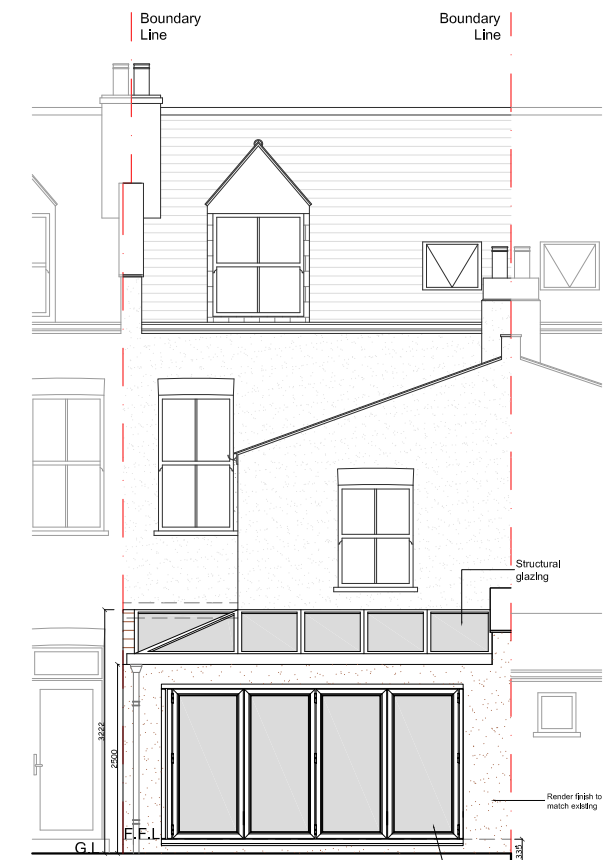 Boundary
Line
Boundary
Line
Structural
glazing
3222
2500
Render finish to
match existing
F.F.L
G.L
335